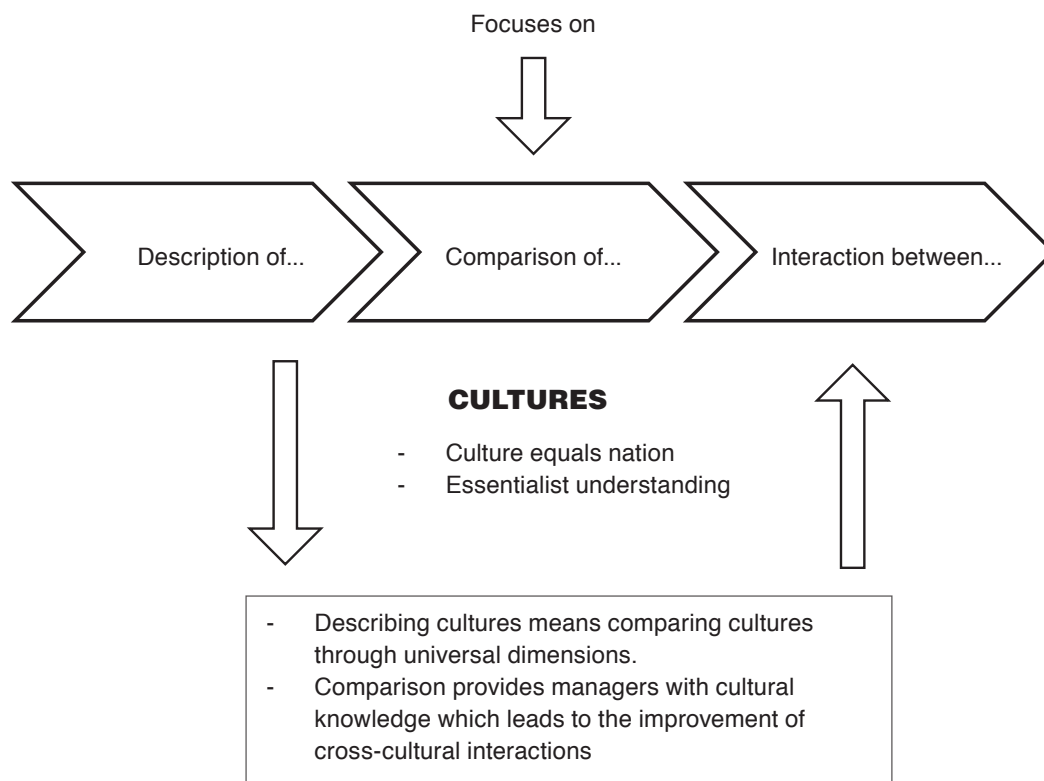 Focuses on
Description of...
Comparison of...
Interaction between...
CULTURES
- Culture equals nation
- Essentialist understanding
- Describing cultures means comparing cultures
through universal dimensions.
- Comparison provides managers with cultural
knowledge which leads to the improvement of
cross-cultural interactions